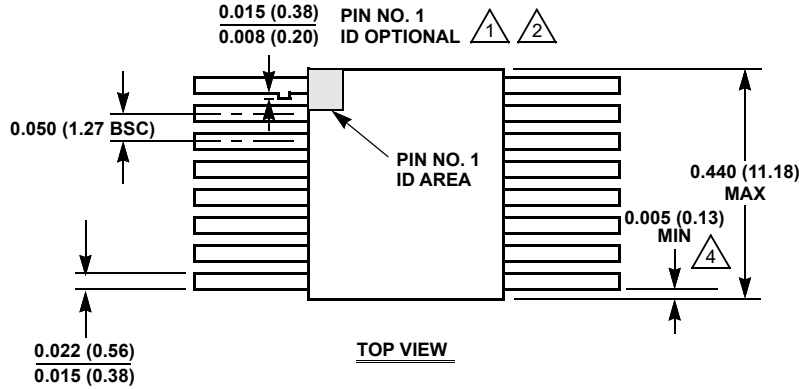 0.015 (0.38)
0.008 (0.20)
PIN NO. 1
ID OPTIONAL 1 2
0.050 (1.27 BSC)
PIN NO. 1
ID AREA
0.440 (11.18)
MAX
0.005 (0.13)
MIN 4
0.022 (0.56)
0.015 (0.38)
TOP VIEW